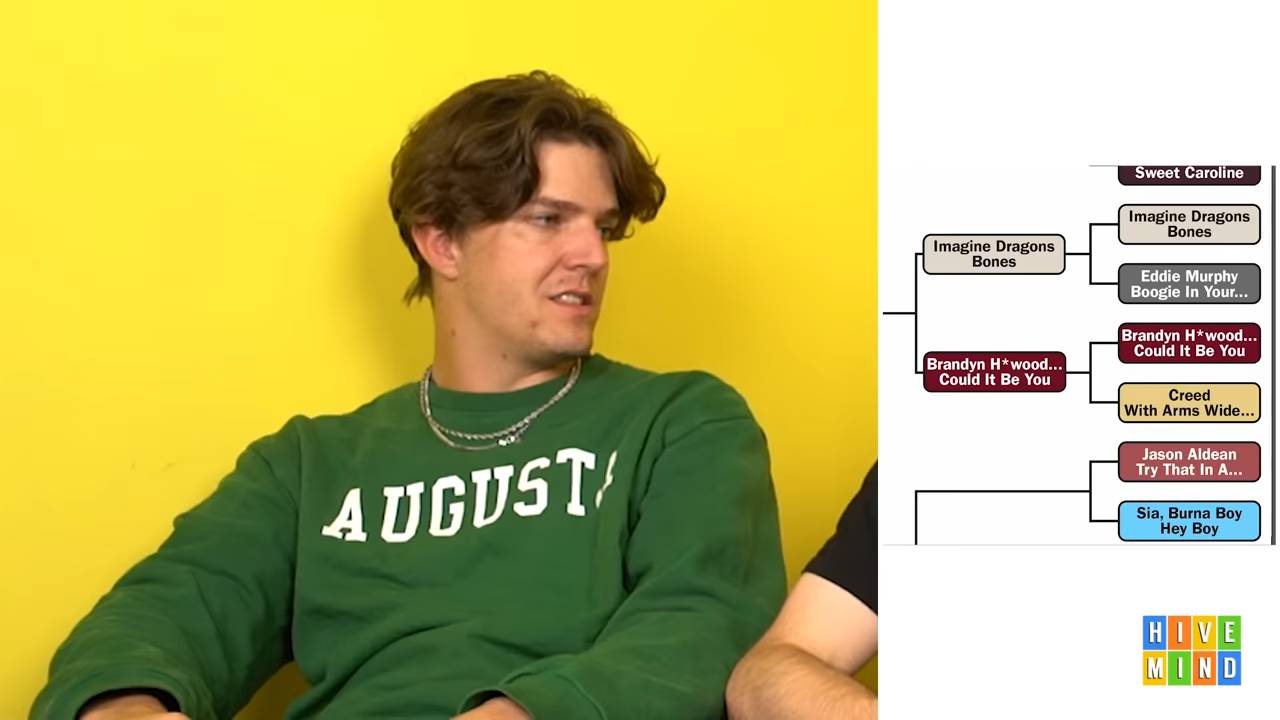 AUGUSTA
Sweet Caroline
Imagine Dragons
Bones
Imagine Dragons
Bones
Eddie Murphy
Boogie In Your...
Brandyn H*wood...
Could It Be You
Brandyn H*wood...
Could It Be You
Creed
With Arms Wide...
Jason Aldean
Try That In A...
Sia, Burna Boy
Hey Boy
HIVE
MIND